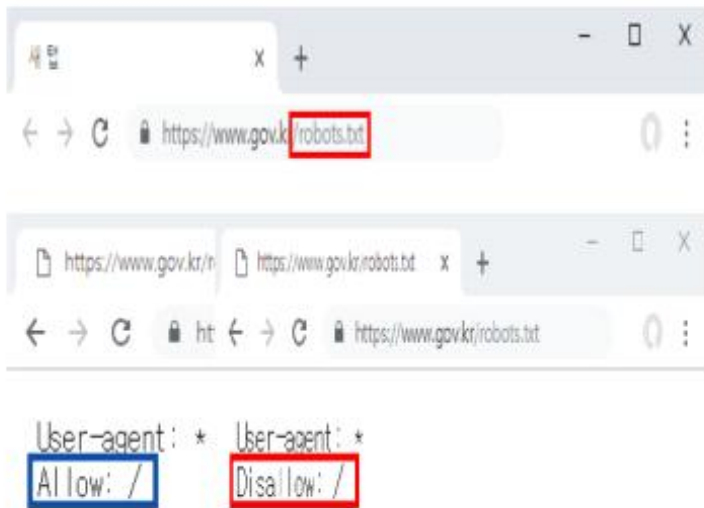 새 탭
https://www.gov.kr/robots.txt
https://www.gov.kr/r
https://www.gov.kr/robots.txt
htt
https://www.gov.kr/robots.txt
User-agent: *
User-agent: *
Allow: /
Disallow: /